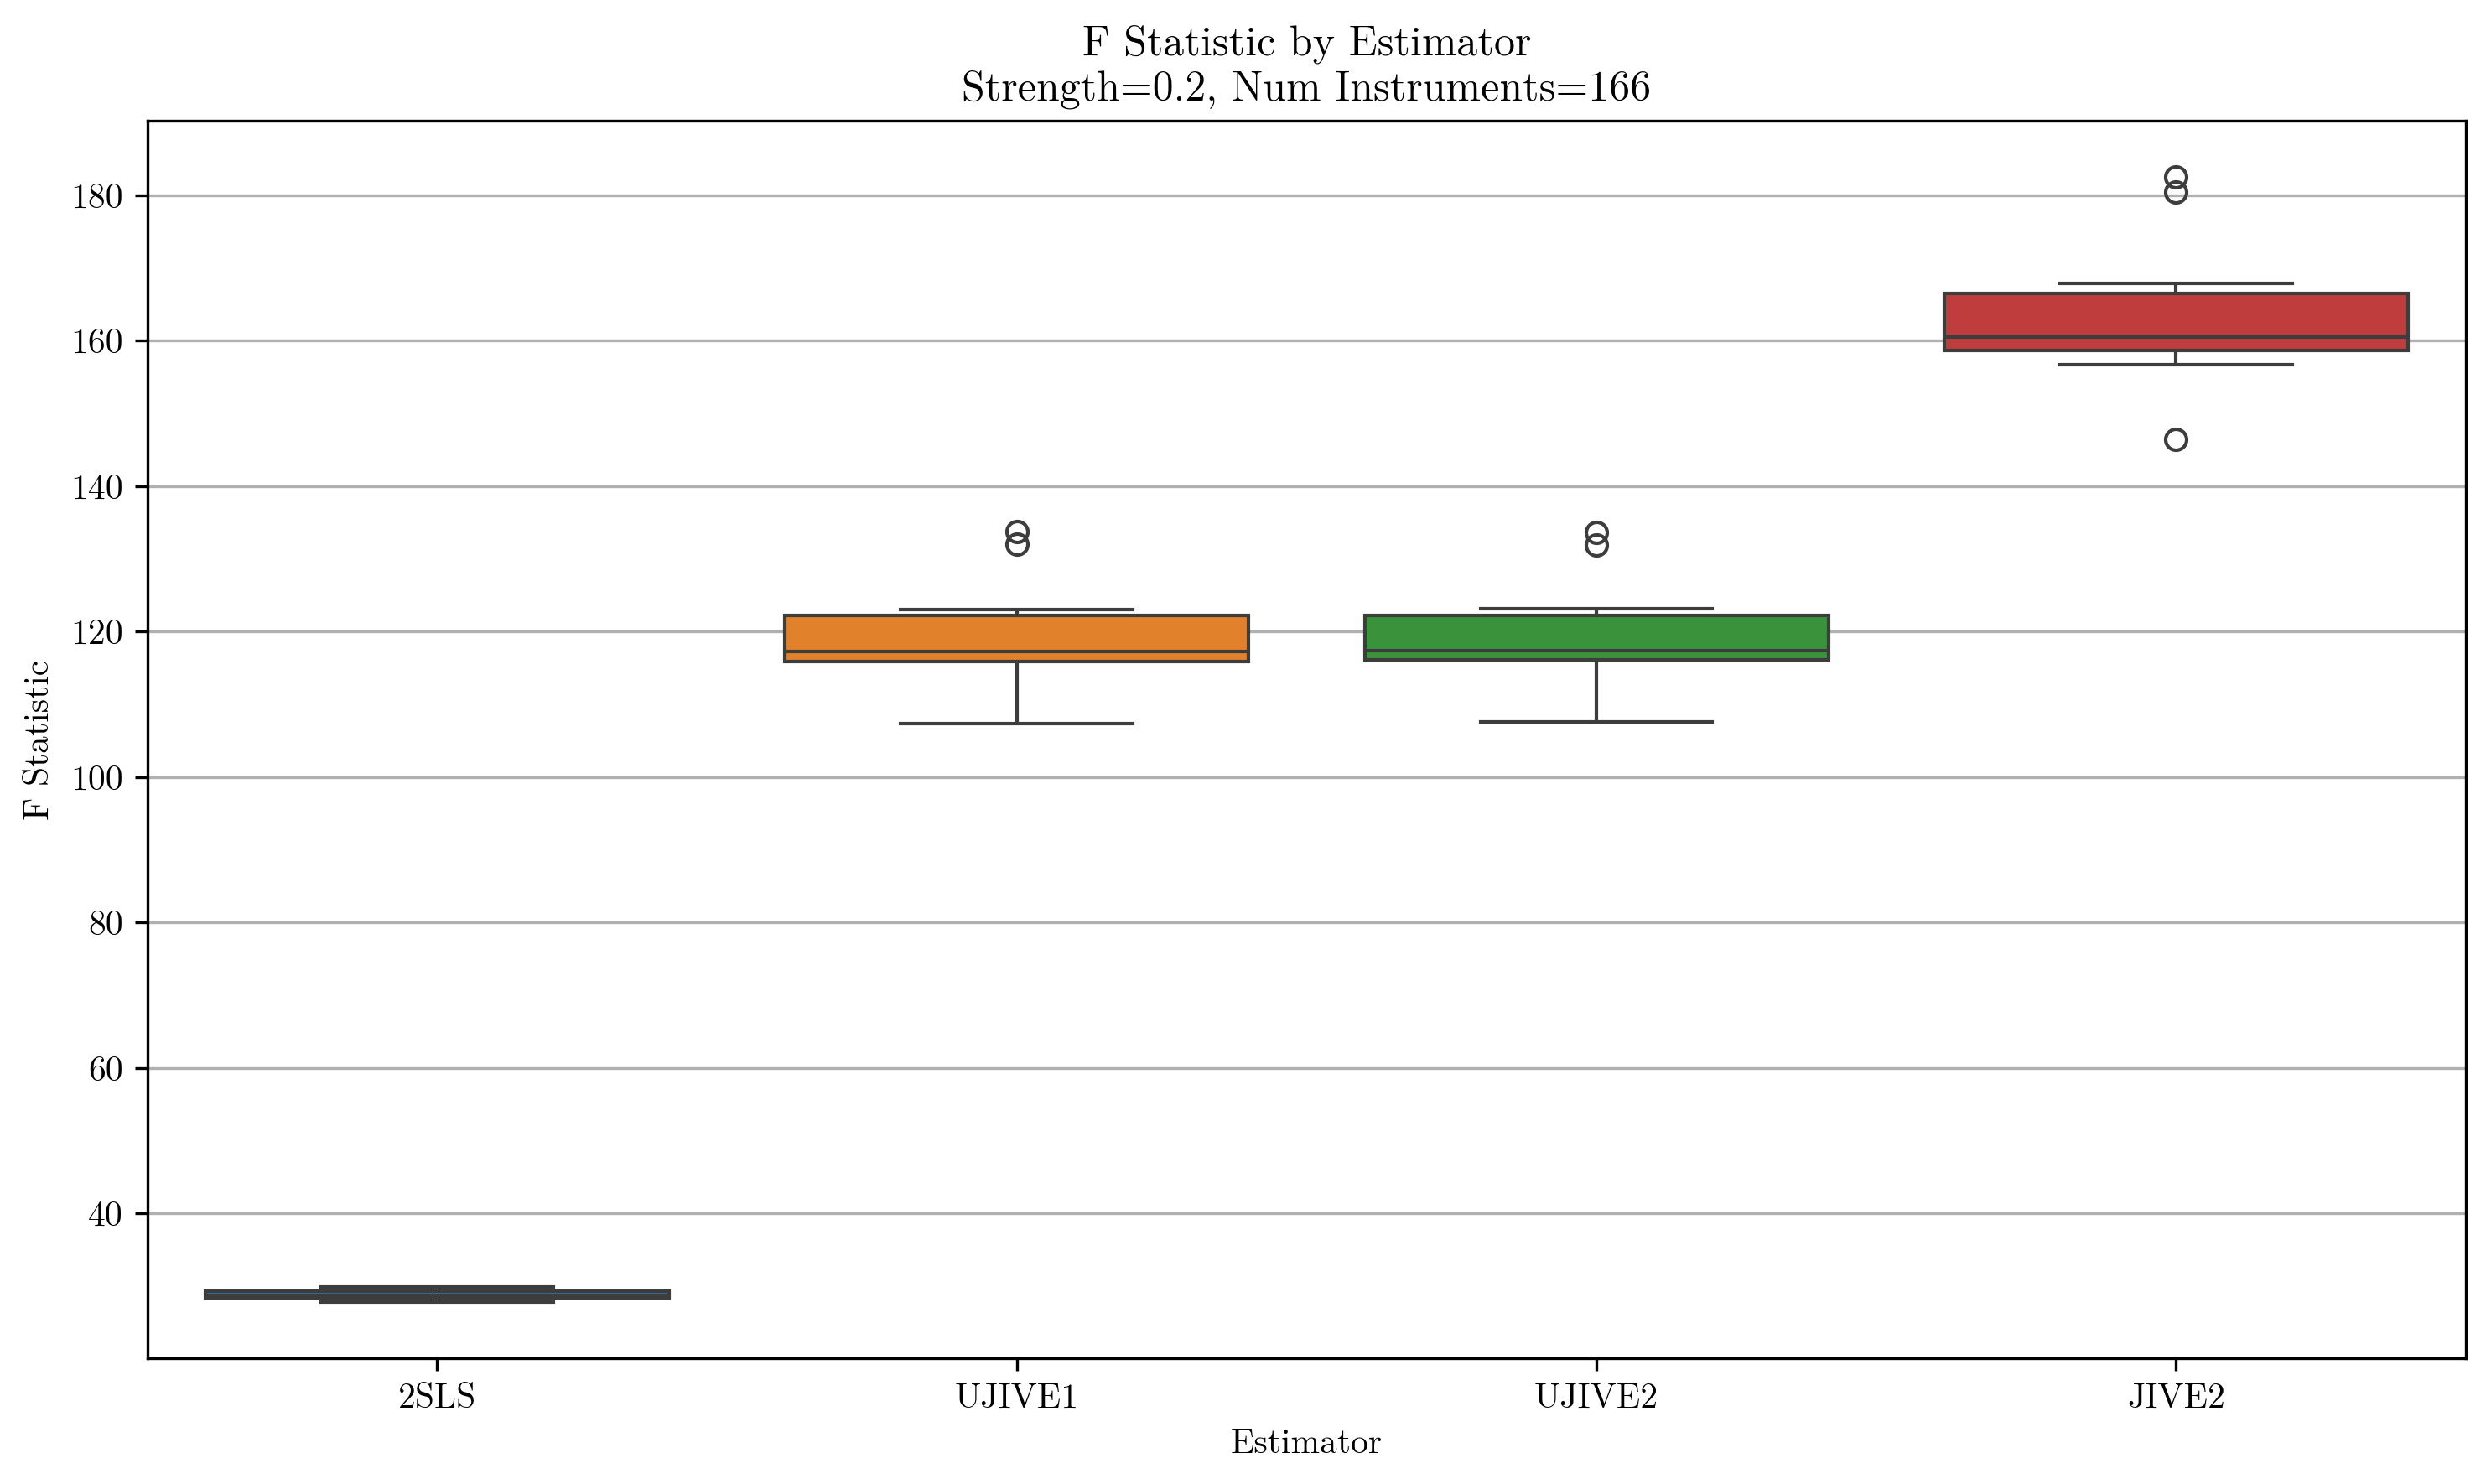 F Statistic by Estimator
Strength=0.2, Num Instruments=166
F Statistic
180
160
140
120
100
80
60
40
2SLS
UJIVE1
UJIVE2
JIVE2
Estimator